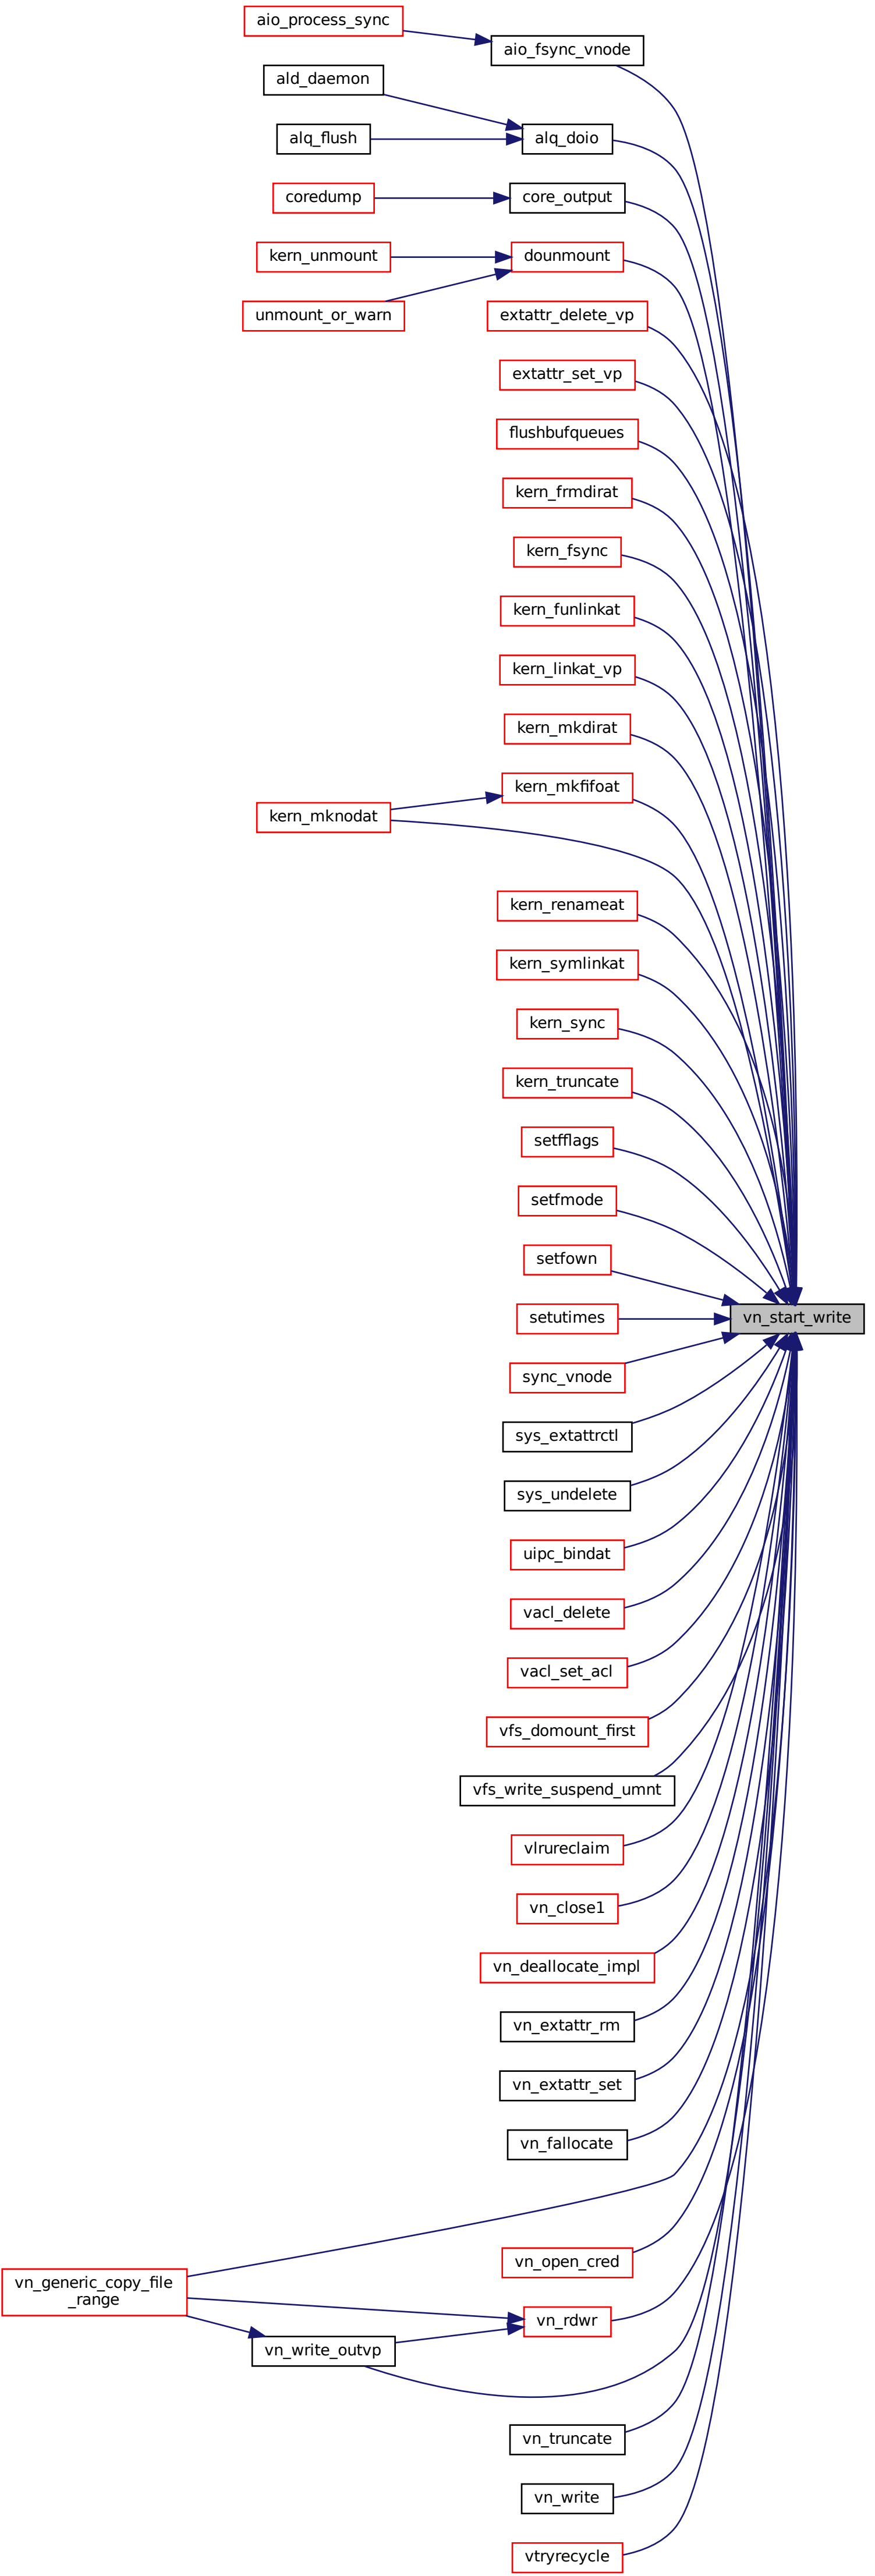 aio_process_sync
aio_fsync_vnode
ald_daemon
alq_flush
alq_doio
coredump
core_output
kern_unmount
dounmount
unmount_or_warn
extattr_delete_vp
extattr_set_vp
flushbufqueues
kern_frmdirat
kern_fsync
kern_funlinkat
kern_linkat_vp
kern_mkdirat
kern_mkfifoat
kern_mknodat
kern_renameat
kern_symlinkat
kern_sync
kern_truncate
setfflags
setfmode
setfown
vn_start_write
setutimes
sync_vnode
sys_extattrctl
sys_undelete
uipc_bindat
vacl_delete
vacl_set_acl
vfs_domount_first
vfs_write_suspend_umnt
vlrureclaim
vn_close1
vn_deallocate_impl
vn_extattr_rm
vn_extattr_set
vn_fallocate
vn_open_cred
vn_generic_copy_file
_range
vn_rdwr
vn_write_outvp
vn_truncate
vn_write
vtryrecycle